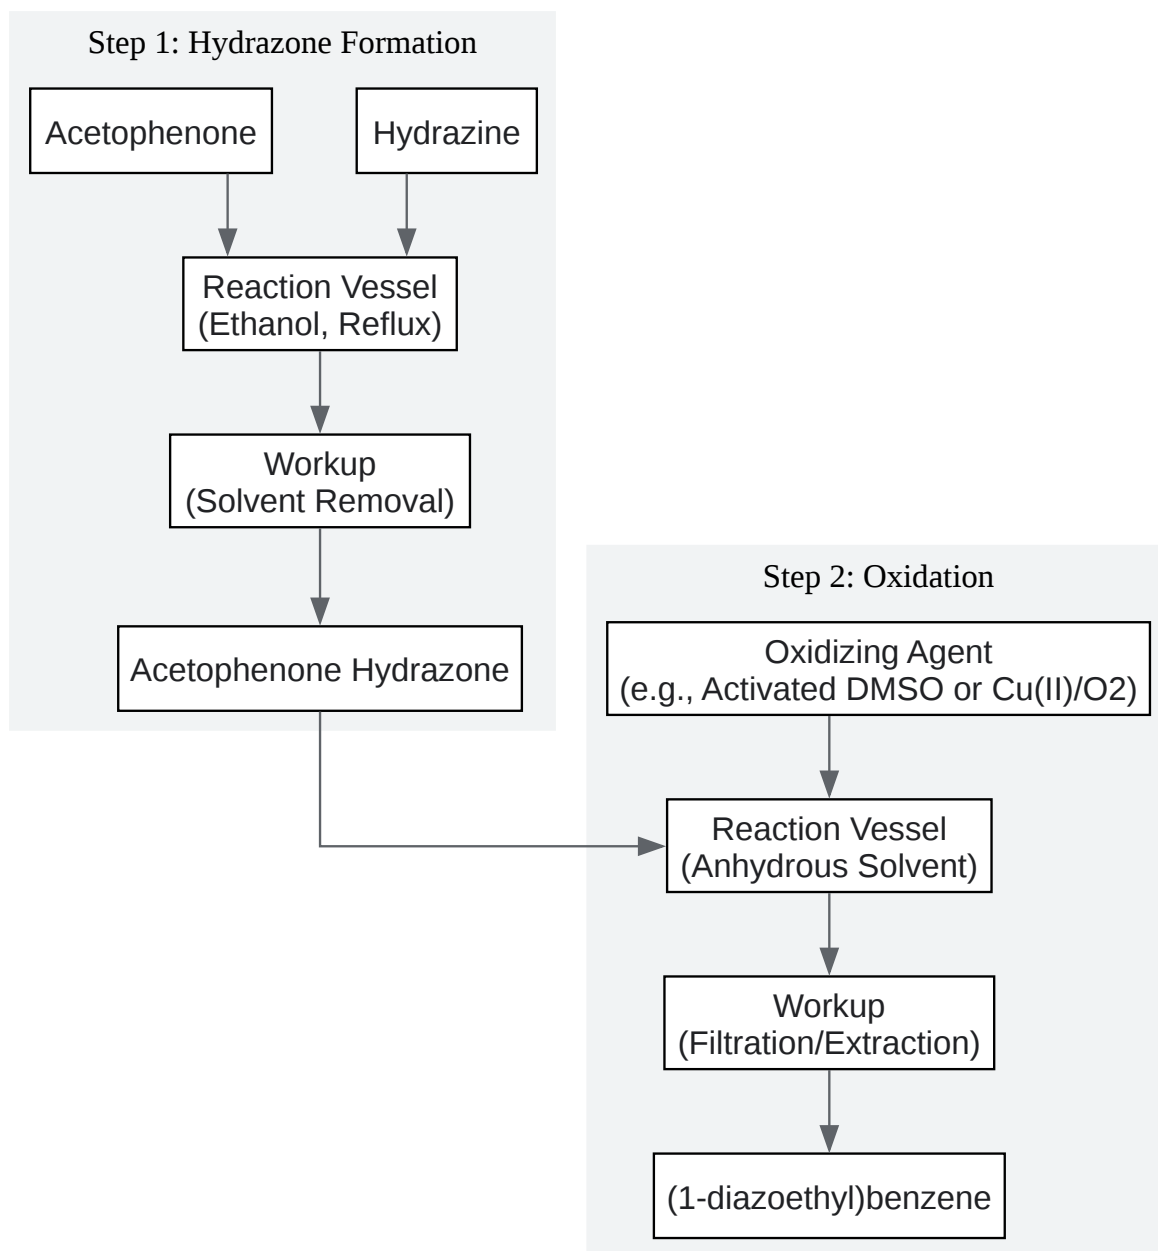 Step 1: Hydrazone Formation
Acetophenone
Hydrazine
Reaction Vessel
(Ethanol, Reflux)
Workup
(Solvent Removal)
Acetophenone Hydrazone
Step 2: Oxidation
Oxidizing Agent
(e.g., Activated DMSO or Cu(II)/O2)
Reaction Vessel
(Anhydrous Solvent)
Workup
(Filtration/Extraction)
(1-diazoethyl)benzene